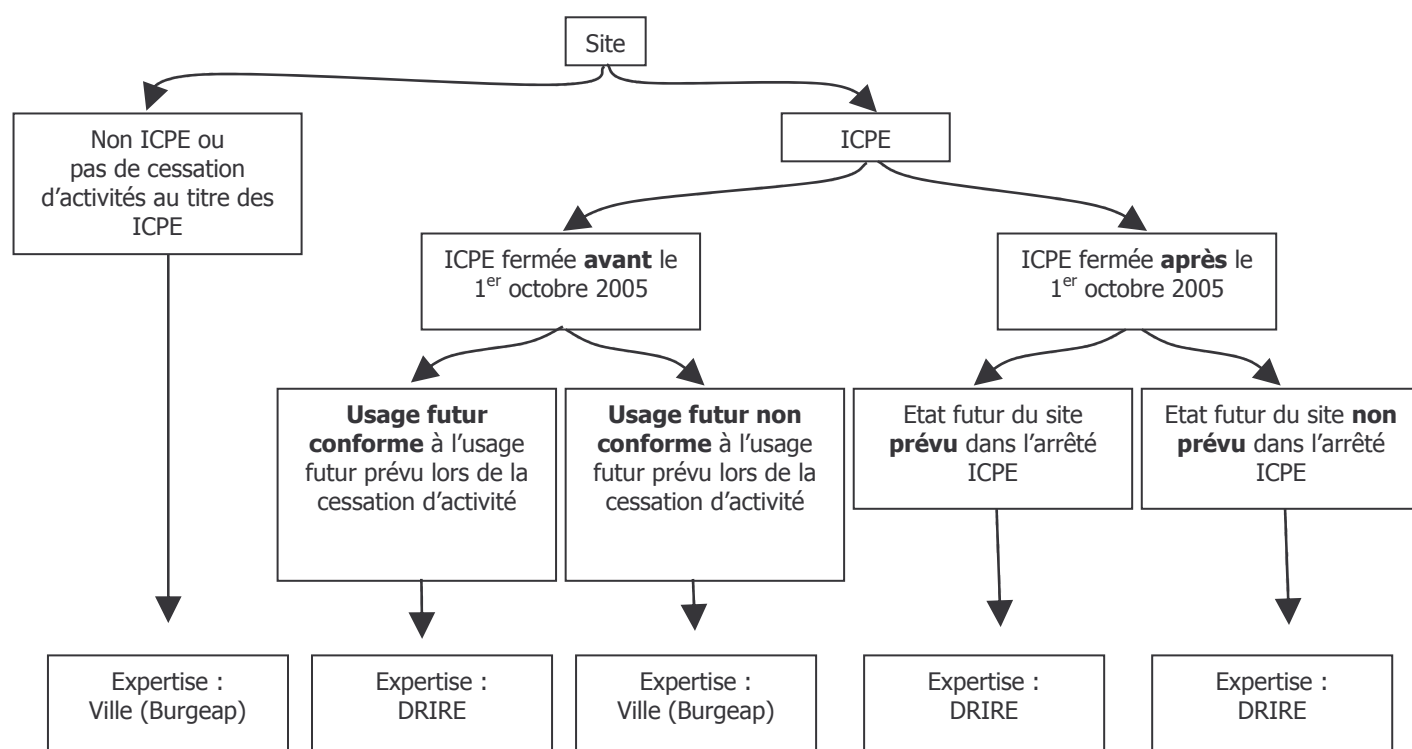 Site
Non ICPE ou
pas de cessation
d’activités au titre des
ICPE
ICPE
ICPE fermée avant le
1er octobre 2005
ICPE fermée après le
1er octobre 2005
Usage futur
conforme à l’usage
futur prévu lors de la
cessation d’activité
Usage futur non
conforme à l’usage
futur prévu lors de la
cessation d’activité
Etat futur du site
prévu dans l’arrêté
ICPE
Etat futur du site non
prévu dans l’arrêté
ICPE
Expertise :
Ville (Burgeap)
Expertise :
DRIRE
Expertise :
Ville (Burgeap)
Expertise :
DRIRE
Expertise :
DRIRE